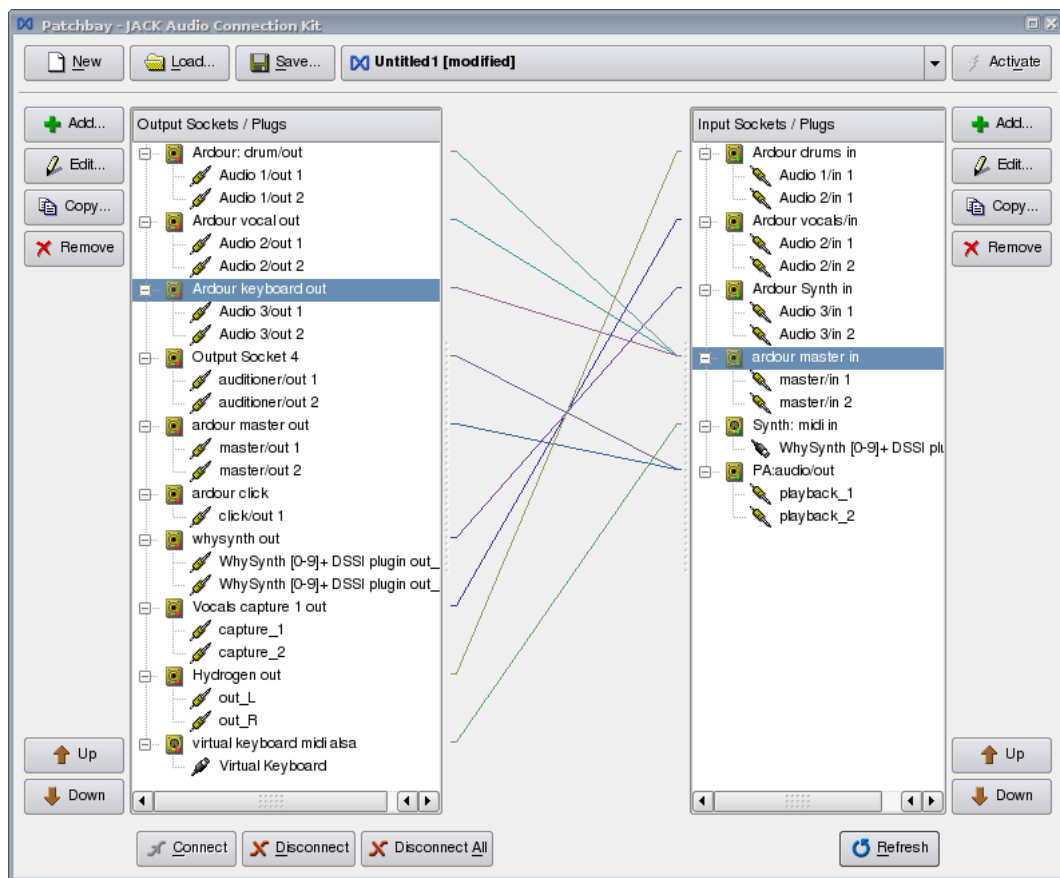 Patchbay - JACK Audio Connection Kit
New
Load...
Save...
Untitled1 [modified]
Activate
Add...
Edit...
Copy...
Remove
Output Sockets / Plugs
Ardour: drum/out
Audio 1/out 1
Audio 1/out 2
Ardour vocal out
Audio 2/out 1
Audio 2/out 2
Ardour keyboard out
Audio 3/out 1
Audio 3/out 2
Output Socket 4
auditioner/out 1
auditioner/out 2
ardour master out
master/out 1
master/out 2
ardour click
click/out 1
whysynth out
WhySynth [0-9]+ DSSI plugin out_
WhySynth [0-9]+ DSSI plugin out_
Vocals capture 1 out
capture_1
capture_2
Hydrogen out
out_L
out_R
virtual keyboard midi alsa
Virtual Keyboard
Input Sockets / Plugs
Ardour drums in
Audio 1/in 1
Audio 2/in 1
Ardour vocals/in
Audio 2/in 1
Audio 2/in 2
Ardour Synth in
Audio 3/in 1
Audio 3/in 2
ardour master in
master/in 1
master/in 2
Synth: midi in
WhySynth [0-9]+ DSSI plu
PA:audio/out
playback_1
playback_2
Add...
Edit...
Copy...
Remove
Up
Down
Up
Down
Connect
Disconnect
Disconnect All
Refresh